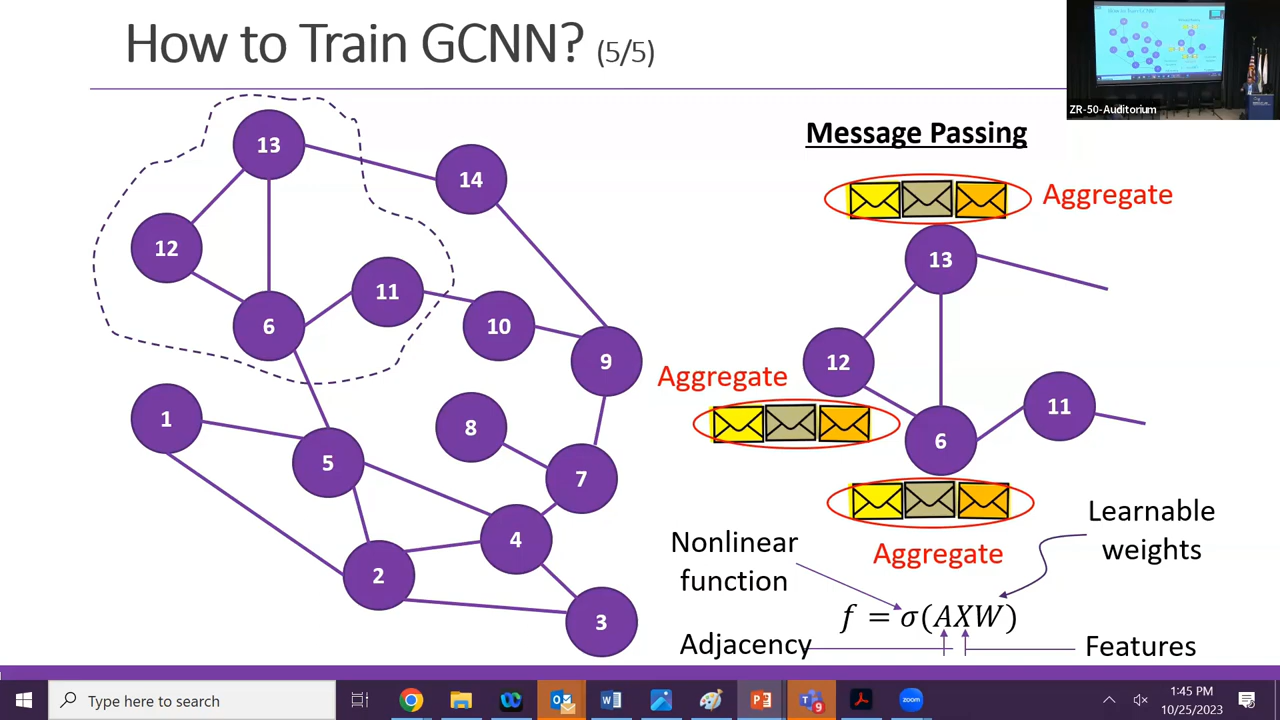 How to Train GCNN? (5/5)
ZR-50-Auditorium
13
14
12
11
6
10
9
1
8
5
7
4
2
3
Message Passing
Aggregate
13
12
Aggregate
11
6
Aggregate
Learnable
weights
Nonlinear
function
f = σ(AXW)
Adjacency
Features
Type here to search
9
1:45 PM
10/25/2023